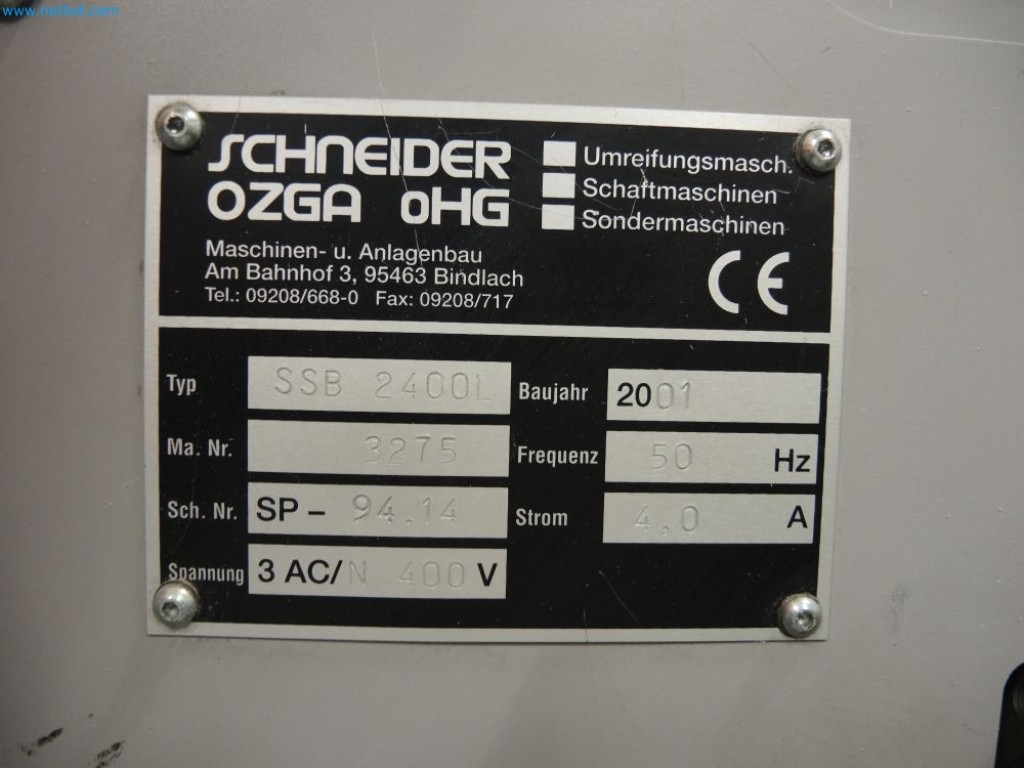 www.netbid.com
SCHNEIDER
OZGA oHG
Umreifungsmasch.
Schaftmaschinen
Sondermaschinen
Maschinen- u. Anlagenbau
Am Bahnhof 3, 95463 Bindlach
Tel.: 09208/668-0 Fax: 09208/717
CE
Typ SSB 2400L Baujahr 2001
Ma. Nr. 3275 Frequenz 50 Hz
Sch. Nr. SP- 94.14 Strom 4,0 A
Spannung 3 AC/N 400 V